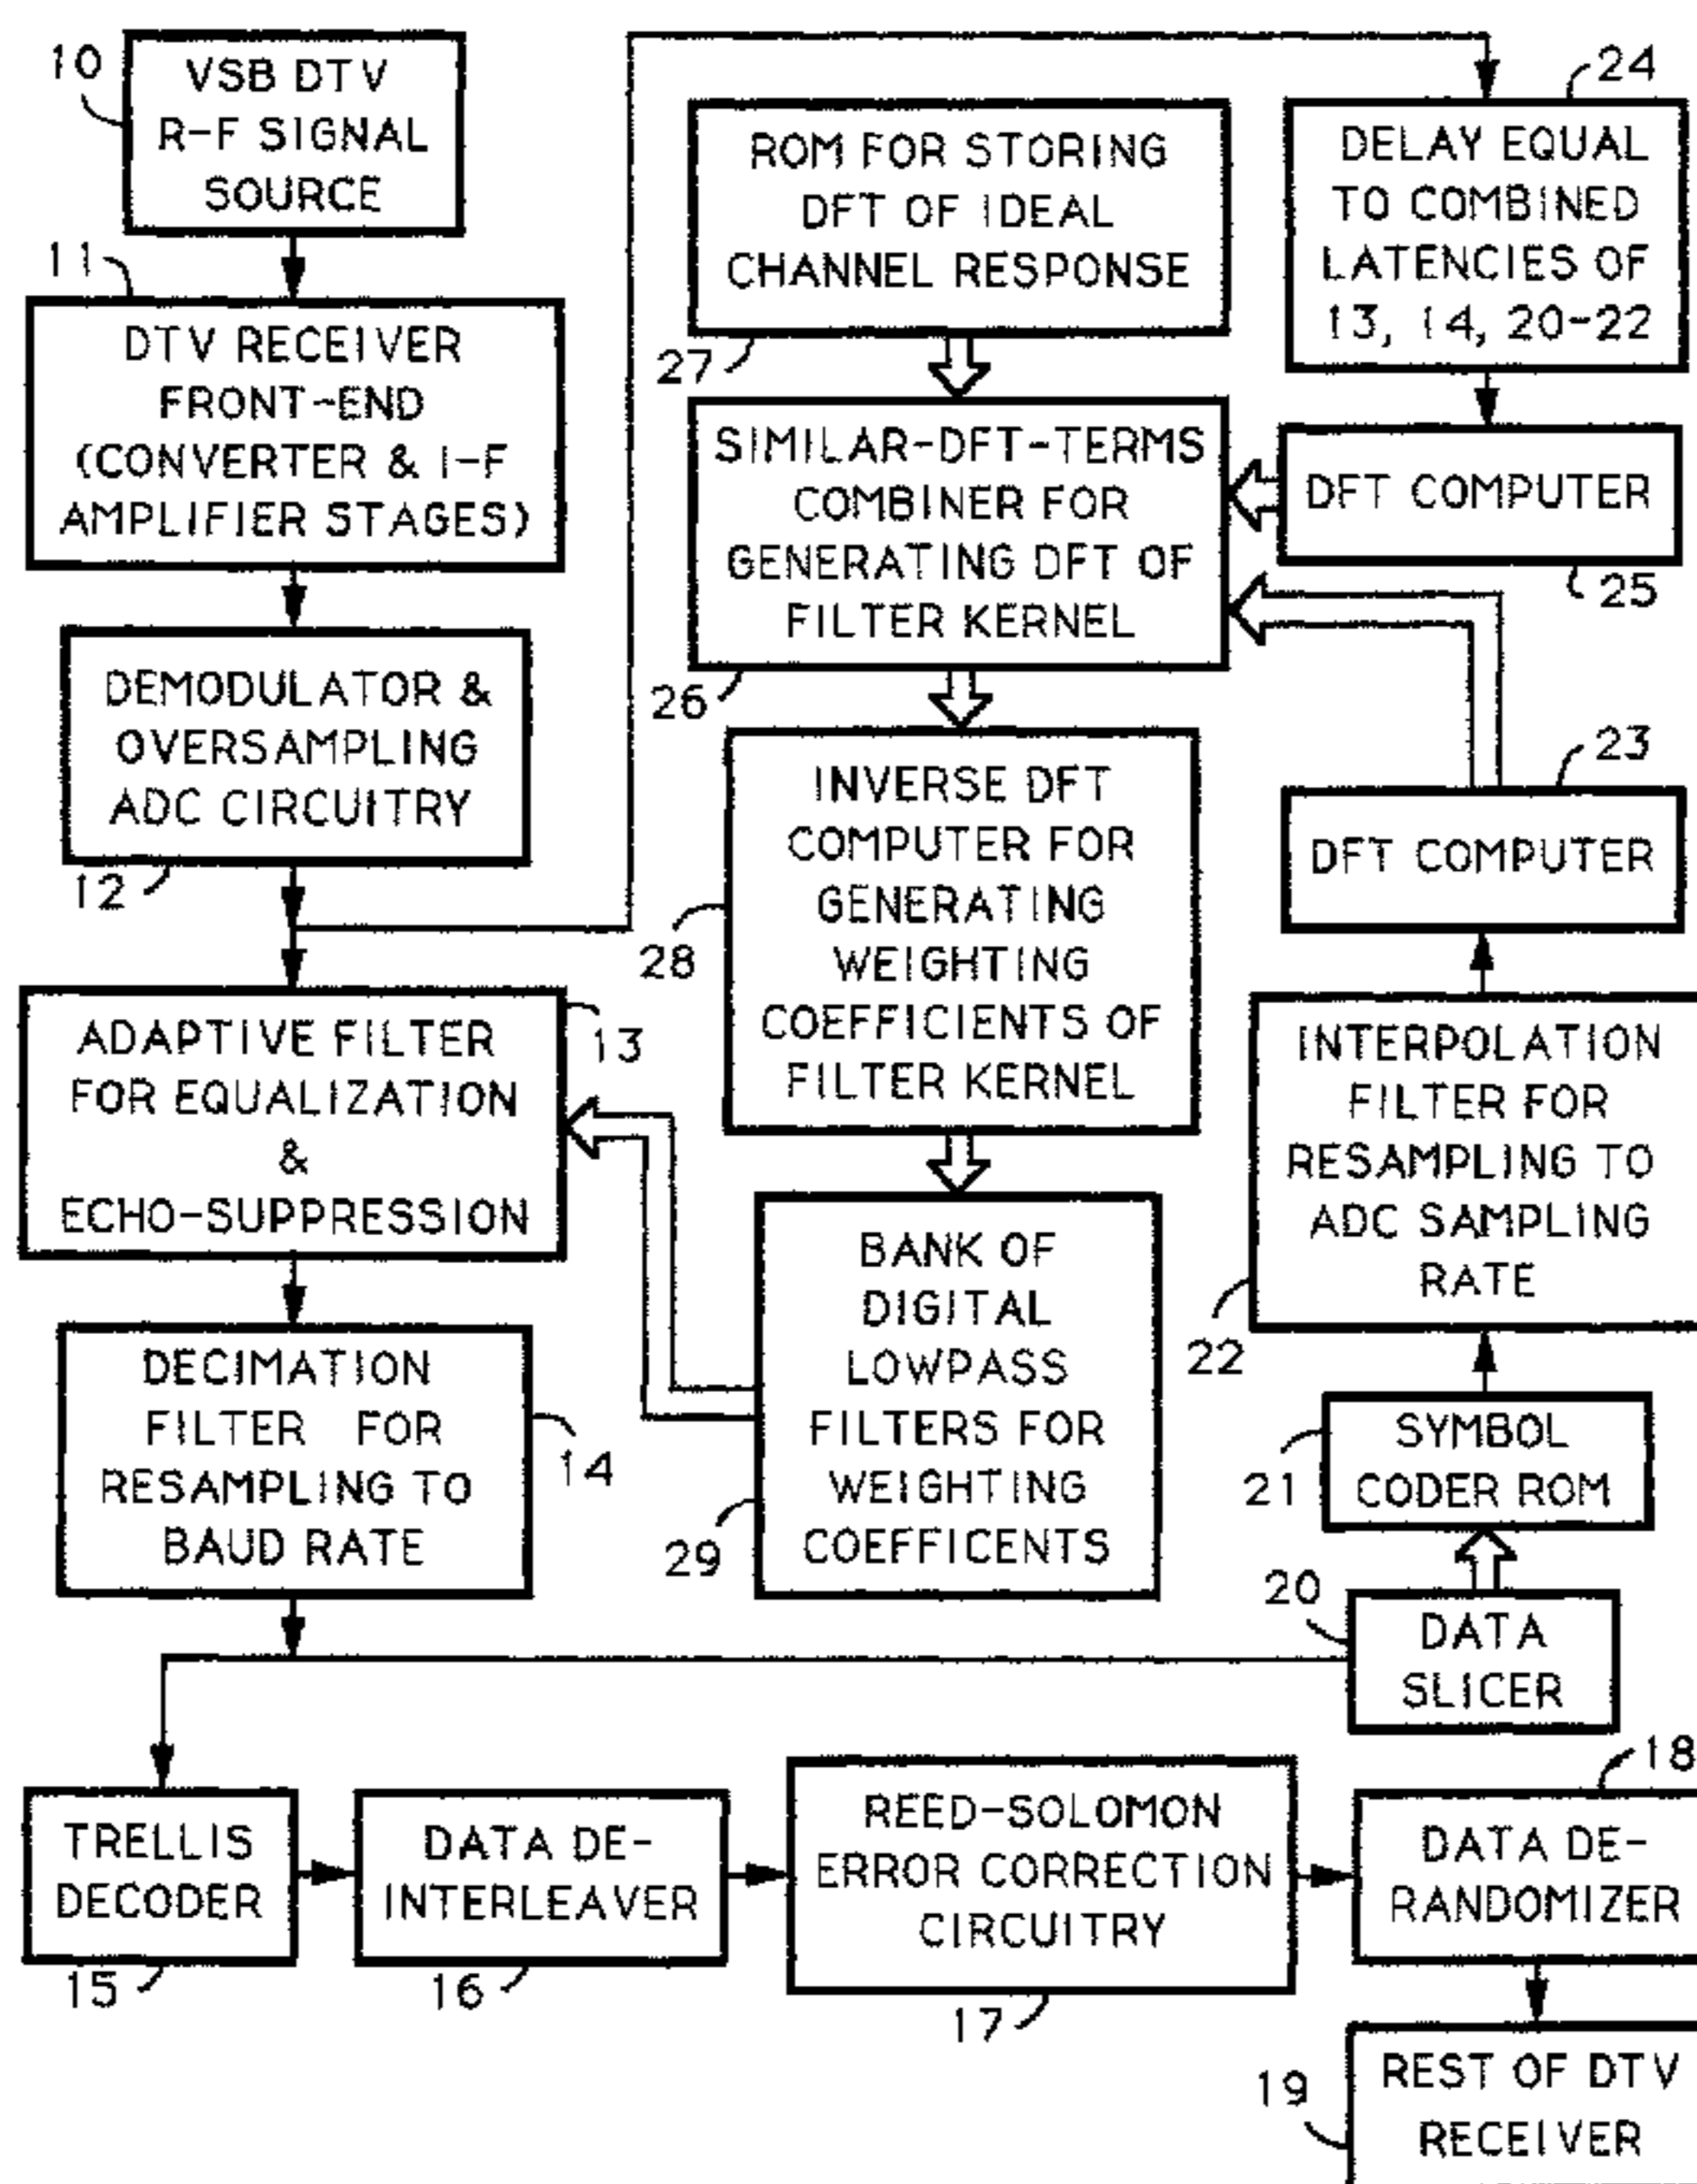 10
VSB DTV
R-F SIGNAL
SOURCE
11
DTV RECEIVER
FRONT-END
(CONVERTER & I-F
AMPLIFIER STAGES)
DEMODULATOR &
OVERSAMPLING
ADC CIRCUITRY
12
ADAPTIVE FILTER
FOR EQUALIZATION
&
ECHO-SUPPRESSION
13
DECIMATION
FILTER FOR
RESAMPLING TO
BAUD RATE
14
TRELLIS
DECODER
15
DATA DE-
INTERLEAVER
16
REED-SOLOMON
ERROR CORRECTION
CIRCUITRY
17
18
DATA DE-
RANDOMIZER
19
REST OF DTV
RECEIVER
20
DATA
SLICER
21
SYMBOL
CODER ROM
22
INTERPOLATION
FILTER FOR
RESAMPLING TO
ADC SAMPLING
RATE
23
DFT COMPUTER
24
DELAY EQUAL
TO COMBINED
LATENCIES OF
13, 14, 20-22
DFT COMPUTER
25
ROM FOR STORING
DFT OF IDEAL
CHANNEL RESPONSE
27
SIMILAR-DFT-TERMS
COMBINER FOR
GENERATING DFT OF
FILTER KERNEL
26
INVERSE DFT
COMPUTER FOR
GENERATING
WEIGHTING
COEFFICIENTS OF
FILTER KERNEL
28
BANK OF
DIGITAL
LOWPASS
FILTERS FOR
WEIGHTING
COEFFICENTS
29